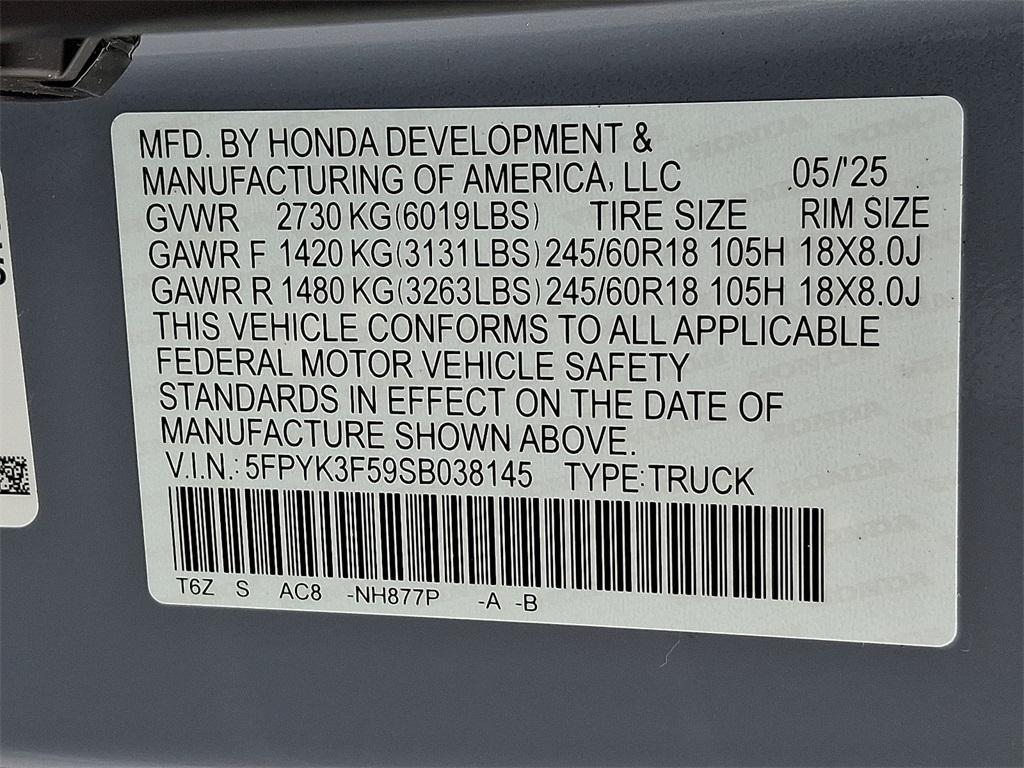 MFD. BY HONDA DEVELOPMENT &
MANUFACTURING OF AMERICA, LLC 05/'25
GVWR 2730 KG(6019LBS) TIRE SIZE RIM SIZE
GAWR F 1420 KG(3131LBS) 245/60R18 105H 18X8.0J
GAWR R 1480 KG(3263LBS) 245/60R18 105H 18X8.0J
THIS VEHICLE CONFORMS TO ALL APPLICABLE
FEDERAL MOTOR VEHICLE SAFETY
STANDARDS IN EFFECT ON THE DATE OF
MANUFACTURE SHOWN ABOVE.
V.I.N.: 5FPYK3F59SB038145 TYPE:TRUCK
T6Z S AC8 -NH877P -A -B